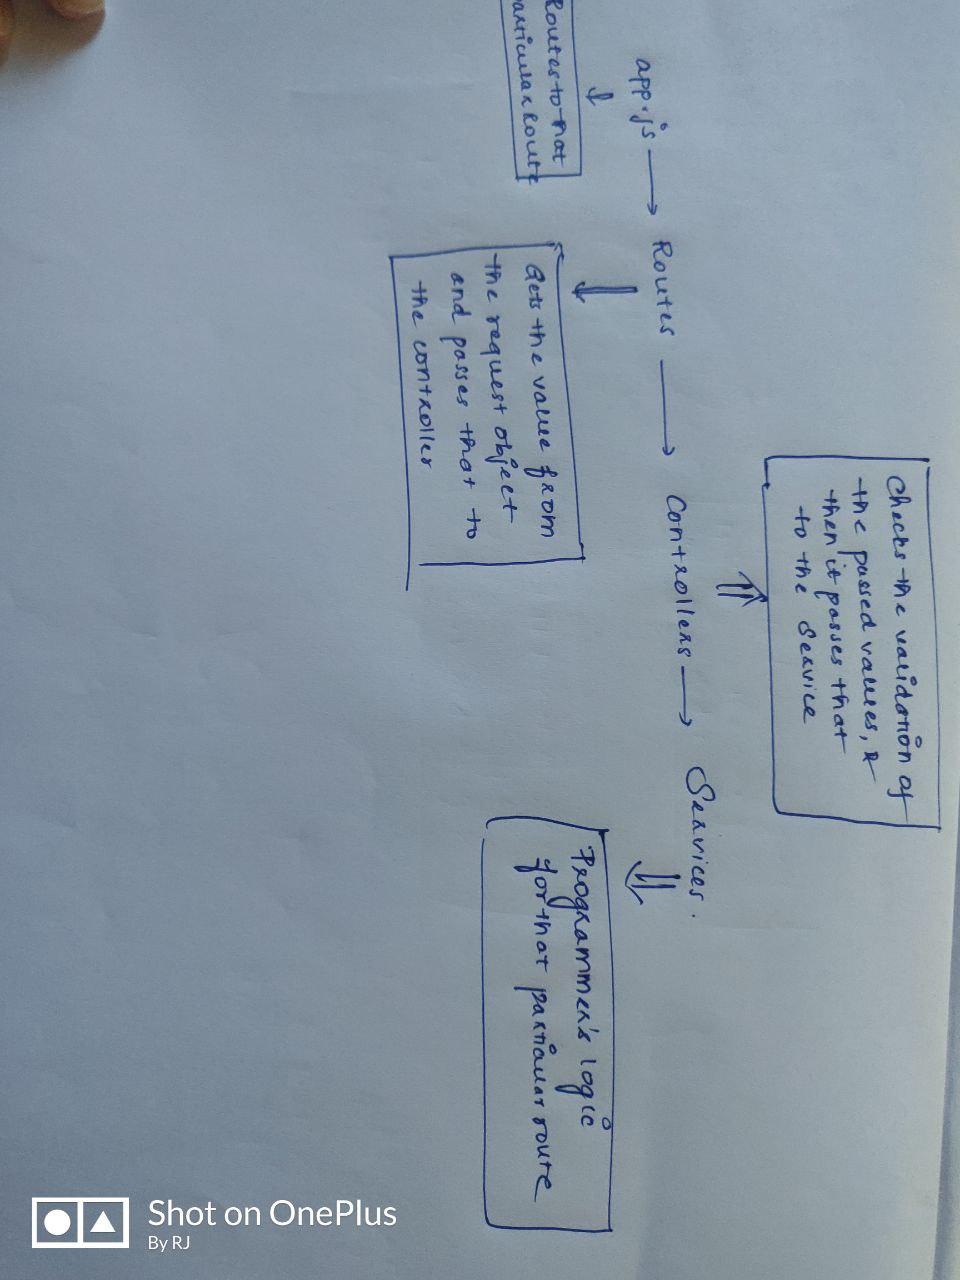 Checks the validation of
the passed values, &
then it passes that
to the Service
app.js → Routes → Controllers → Services.
Routes to that
particular Route
Gets the value from
the request object
and passes that to
the controller
Programmer's logic
for that particular route
Shot on OnePlus
By RJ